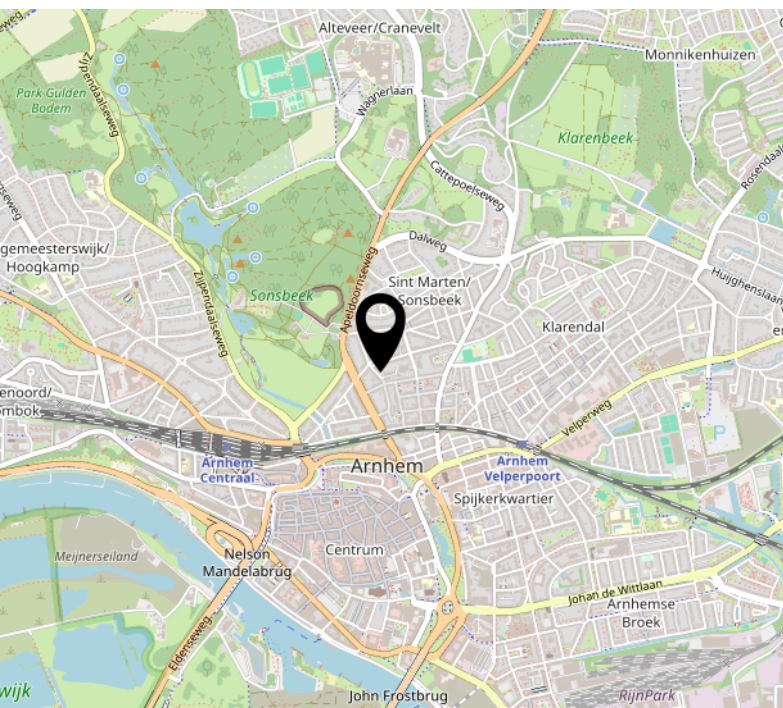 Alteveer/Cranevelt
Monnikenhuizen
Zijpendaalseweg
Park Gulden
Bodem
Wagnerlaan
Klarenbeek
Cattepoelseweg
Dalweg
gemeesterswijk/
Hoogkamp
Zijpendaalseweg
Sonsbeek
Apeldoornseweg
Sint Marten/
Sonsbeek
Huijghenslaan
Klarendal
enoord/
ombok
Velperweg
P
Arnhem
Centraal
Arnhem
Arnhem
Velperpoort
Spijkerkwartier
Meijnerseiland
Nelson
Mandelabrug
Centrum
Johan de Wittlaan
Arnhemse
Broek
Eldenseweg
wijk
John Frostbrug
RijnPark